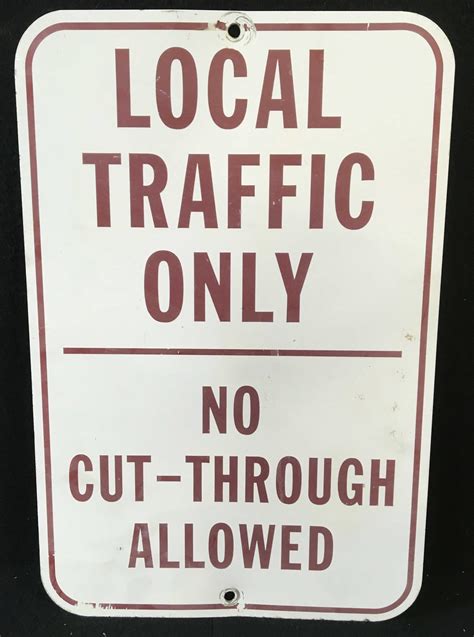 LOCAL
TRAFFIC
ONLY
NO
CUT-THROUGH
ALLOWED